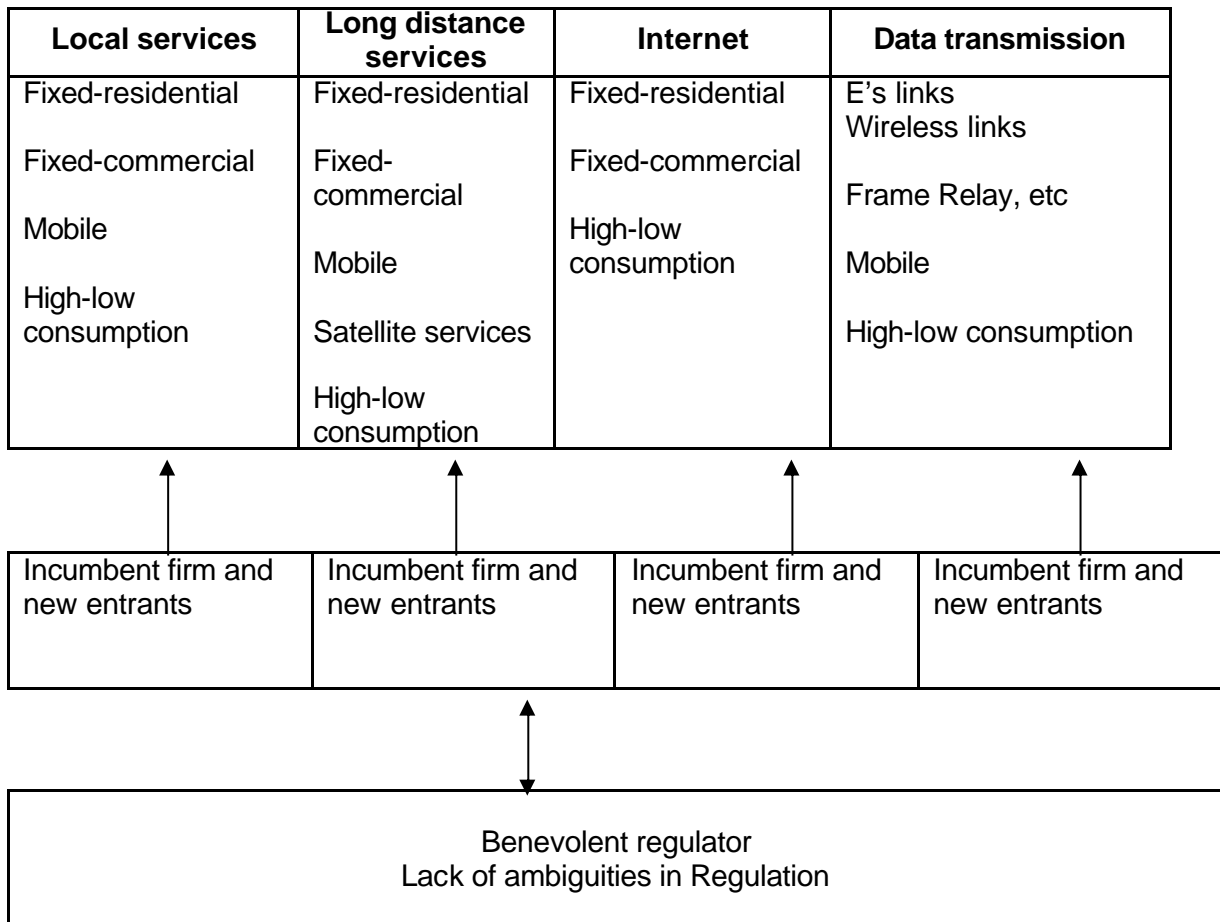 Local services
Long distance
services
Internet
Data transmission
Fixed-residential
Fixed-commercial
Mobile
High-low
consumption
Fixed-residential
Fixed-
commercial
Mobile
Satellite services
High-low
consumption
Fixed-residential
Fixed-commercial
High-low
consumption
E's links
Wireless links
Frame Relay, etc
Mobile
High-low consumption
Incumbent firm and
new entrants
Incumbent firm and
new entrants
Incumbent firm and
new entrants
Incumbent firm and
new entrants
Benevolent regulator
Lack of ambiguities in Regulation